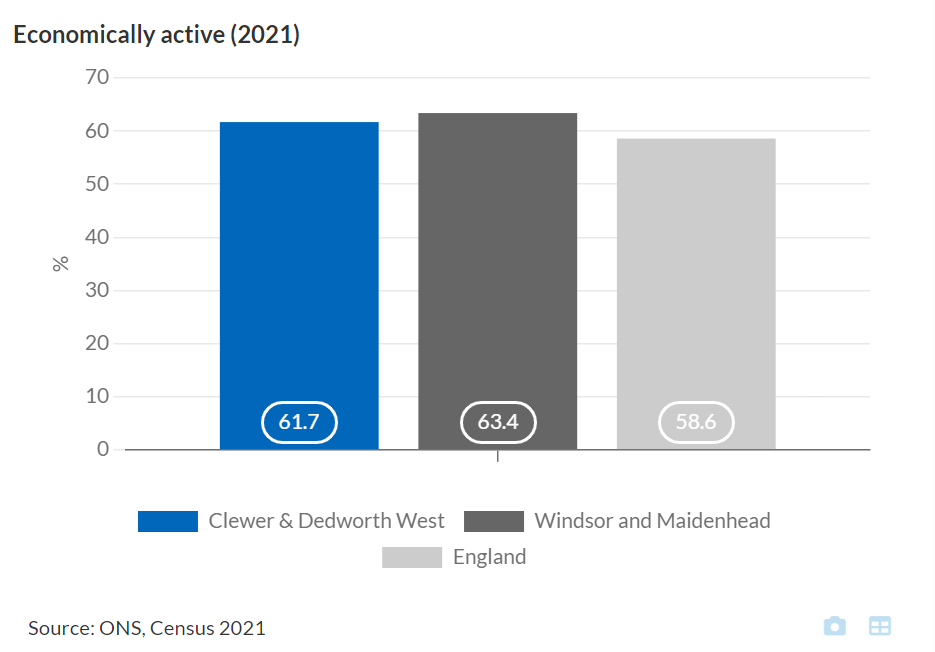 Economically active (2021)
70
60
50
40
30
20
10
0
%
61.7
63.4
58.6
Clewer & Dedworth West
Windsor and Maidenhead
England
Source: ONS, Census 2021